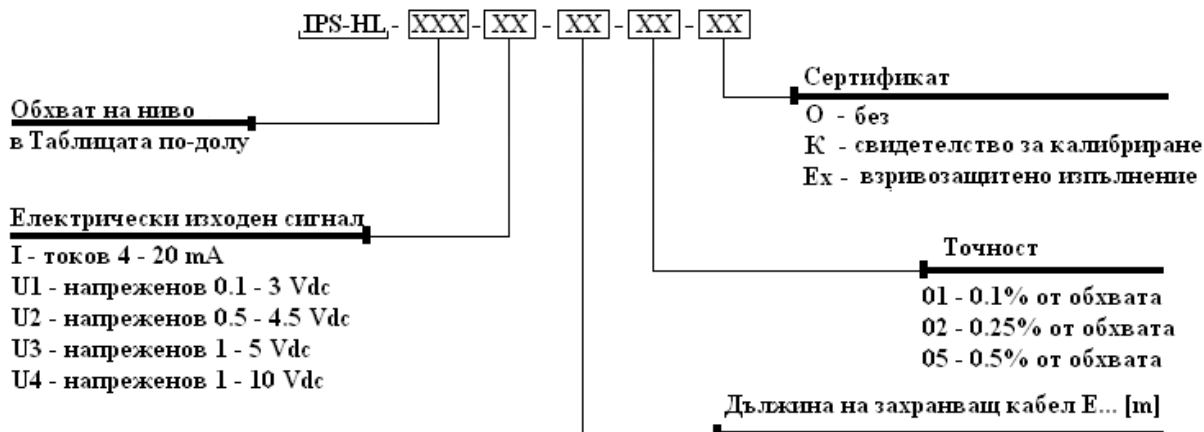 IPS-HL - XXX - XX - XX - XX - XX
Обхват на ниво
в Таблицата по-долу
Електрически изходен сигнал
I - токов 4 - 20 mA
U1 - напреженов 0.1 - 3 Vdc
U2 - напреженов 0.5 - 4.5 Vdc
U3 - напреженов 1 - 5 Vdc
U4 - напреженов 1 - 10 Vdc
Сертификат
О - без
К - свидетелство за калибриране
Ех - взривозащитено изпълнение
Точност
01 - 0.1% от обхвата
02 - 0.25% от обхвата
05 - 0.5% от обхвата
Дължина на захранващ кабел Е... [m]